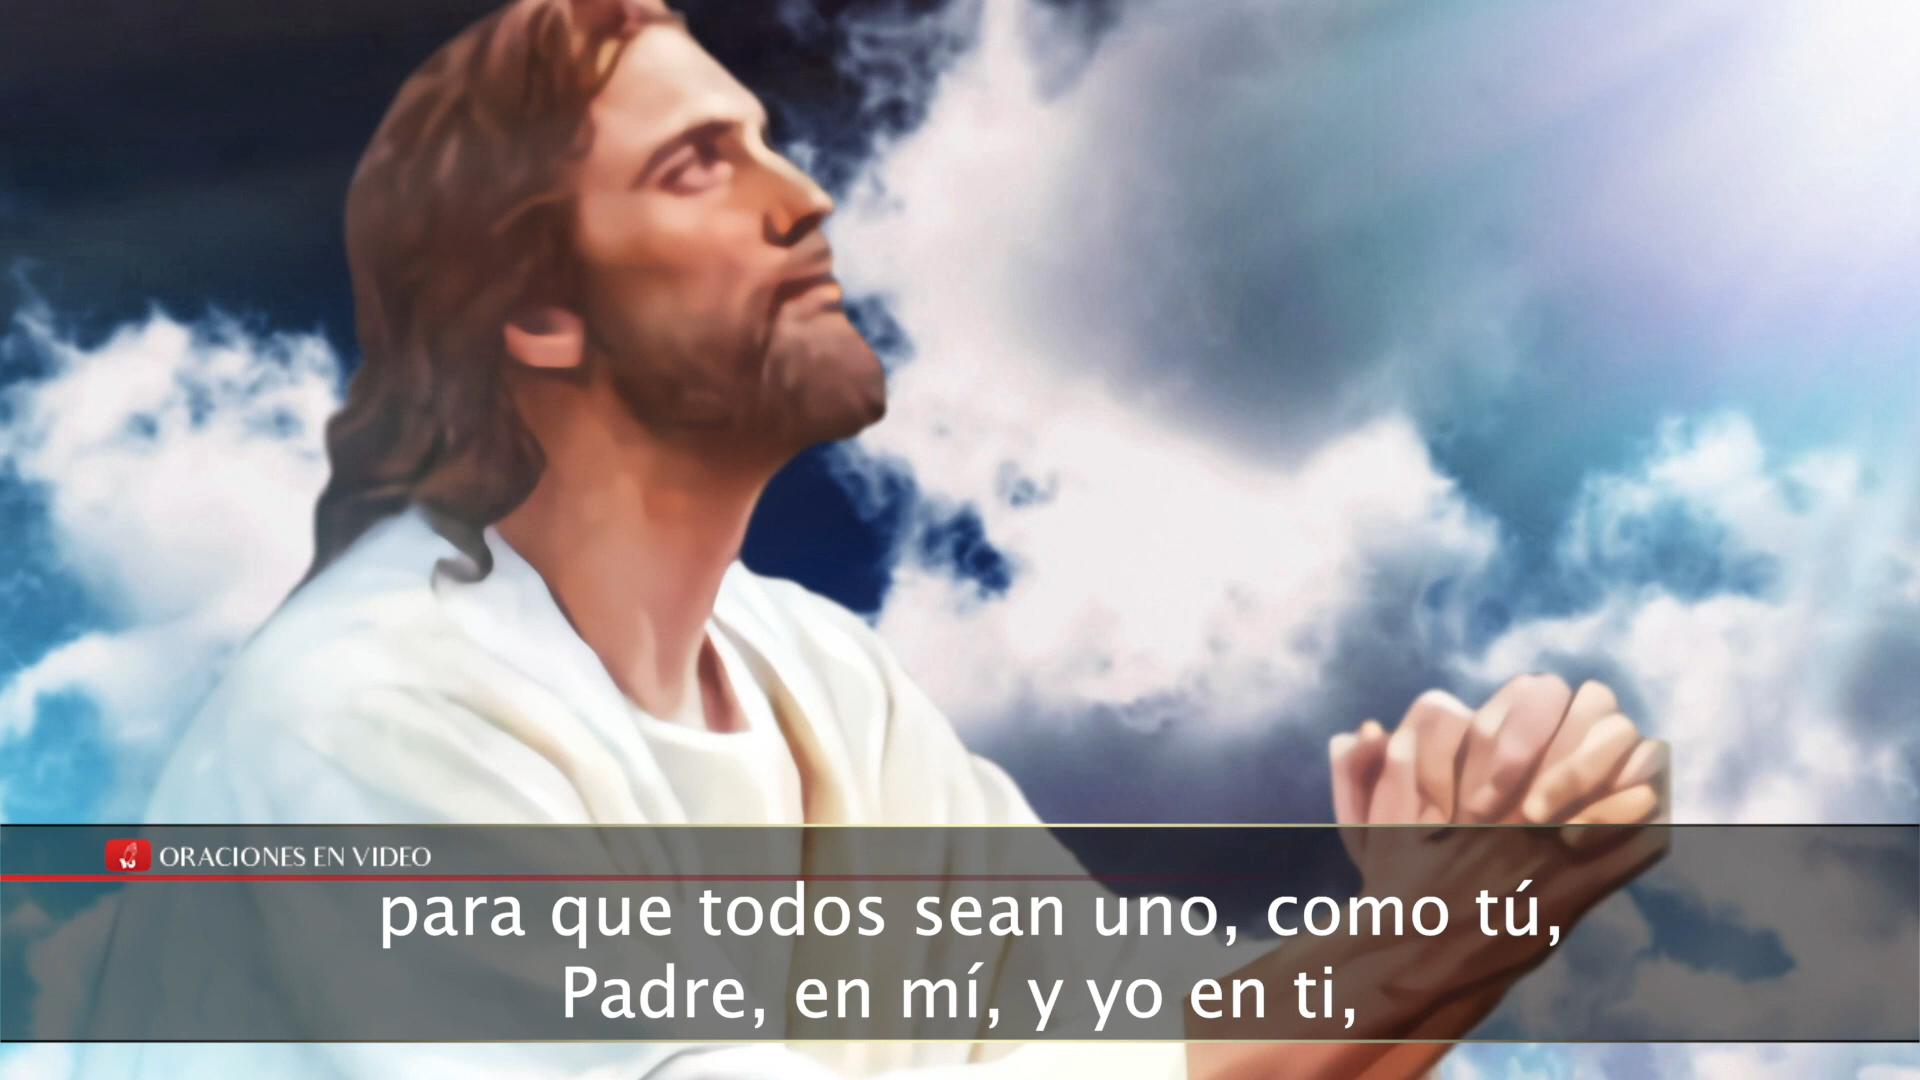 ORACIONES EN VIDEO
para que todos sean uno, como tú,
Padre, en mí, y yo en ti,